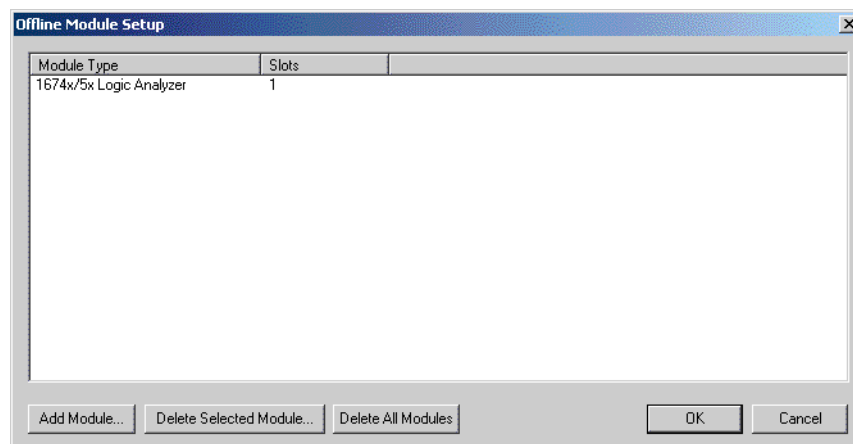 Offline Module Setup
Module Type Slots
1674x/5x Logic Analyzer 1
Add Module... Delete Selected Module... Delete All Modules OK Cancel